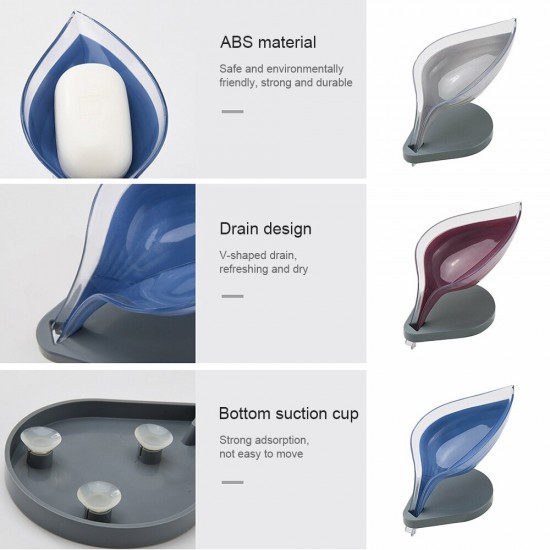 ABS material
Safe and environmentally
friendly, strong and durable
Drain design
V-shaped drain,
refreshing and dry
Bottom suction cup
Strong adsorption,
not easy to move